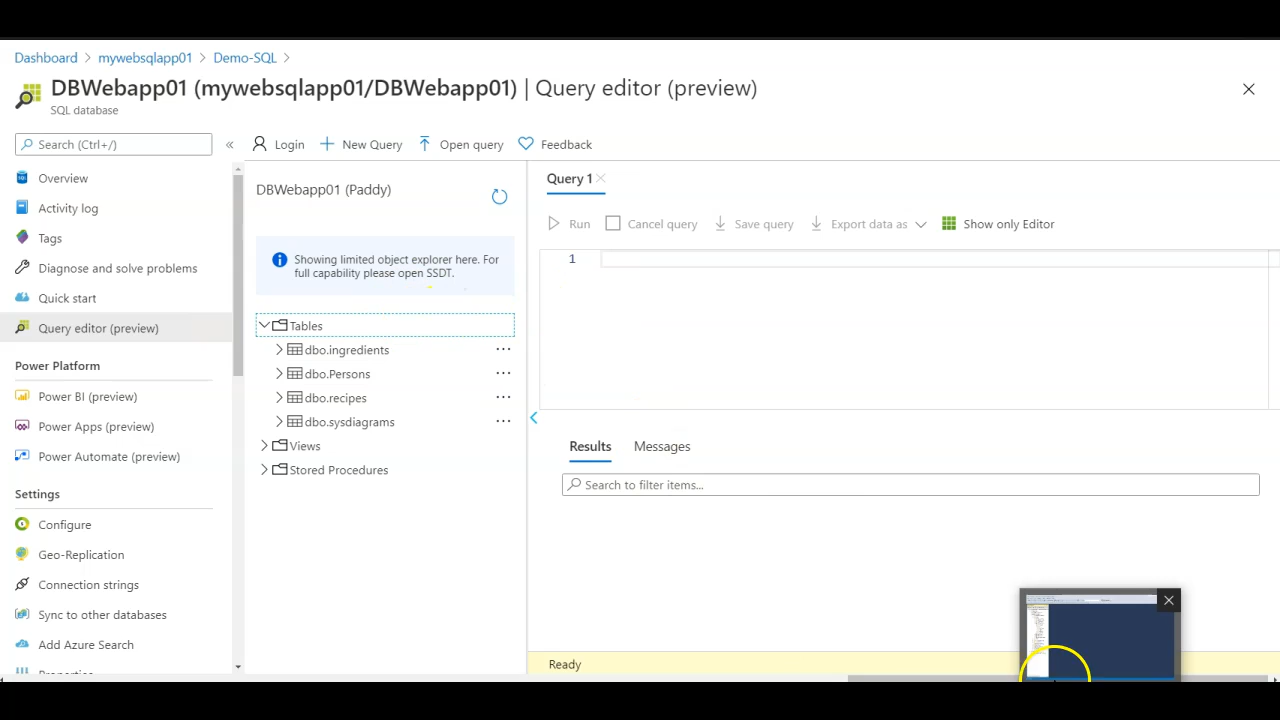 Dashboard > mywebsqlapp01 > Demo-SQL >
DBWebapp01 (mywebsqlapp01/DBWebapp01) | Query editor (preview)
SQL database
Search (Ctrl+/)
«
Login
New Query
Open query
Feedback
Overview
Activity log
Tags
Diagnose and solve problems
Quick start
Query editor (preview)
Power Platform
Power BI (preview)
Power Apps (preview)
Power Automate (preview)
Settings
Configure
Geo-Replication
Connection strings
Sync to other databases
Add Azure Search
DBWebapp01 (Paddy)
Showing limited object explorer here. For
full capability please open SSDT.
Tables
dbo.ingredients
dbo.Persons
dbo.recipes
dbo.sysdiagrams
Views
Stored Procedures
Query 1
Run
Cancel query
Save query
Export data as
Show only Editor
1
Results
Messages
Search to filter items...
Ready